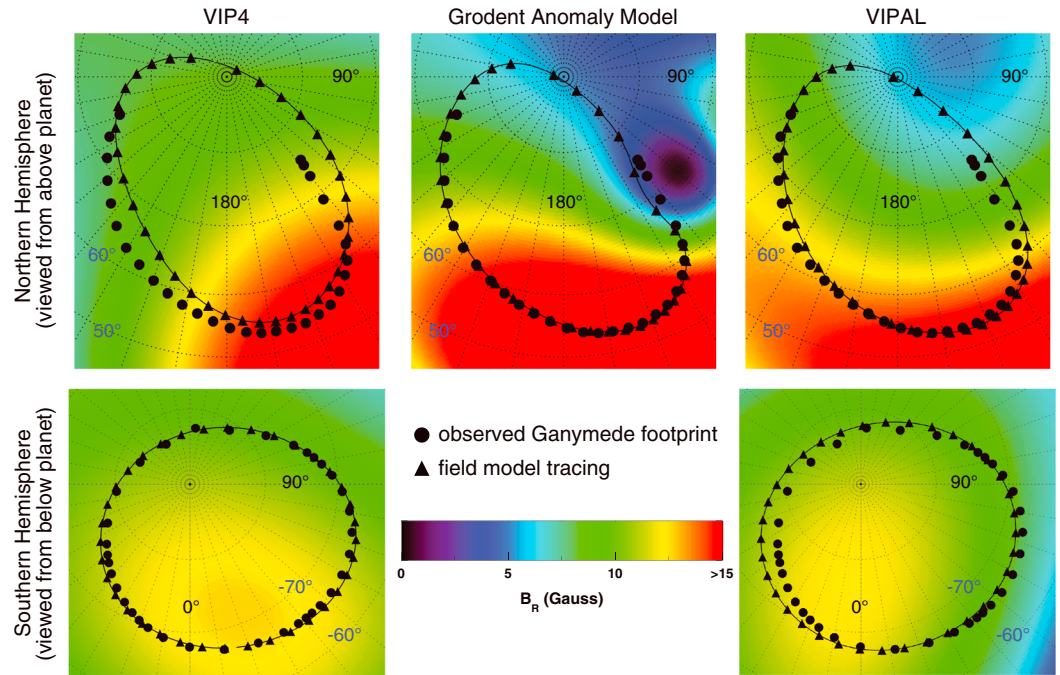 VIP4
Grodent Anomaly Model
VIPAL
Northern Hemisphere
(viewed from above planet)
90°
180°
60°
50°
90°
180°
60°
50°
90°
180°
60°
50°
Southern Hemisphere
(viewed from below planet)
90°
0°
-70°
-60°
observed Ganymede footprint
field model tracing
0
5
10
>15
B_R (Gauss)
90°
0°
-70°
-60°